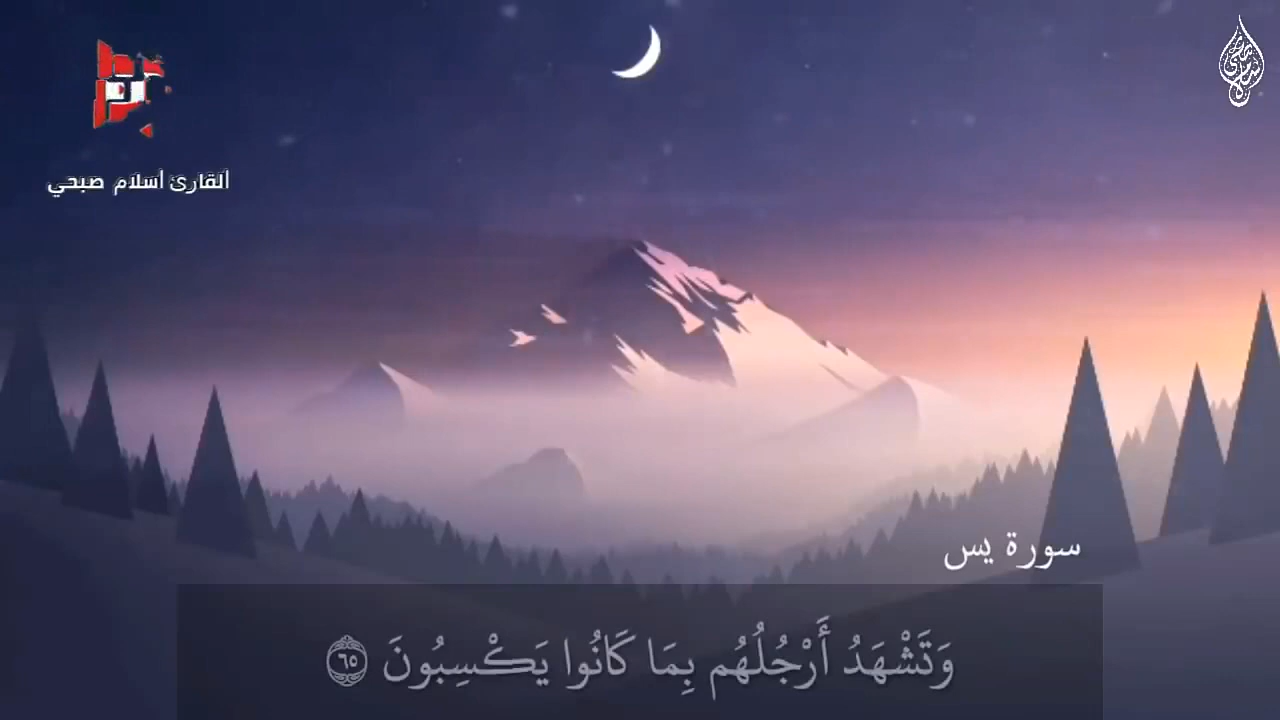 القارئ أسلام صبحي
سورة يس
وَتَشْهَدُ أَرْجُلُهُم بِمَا كَانُوا يَكْسِبُونَ ٦٥